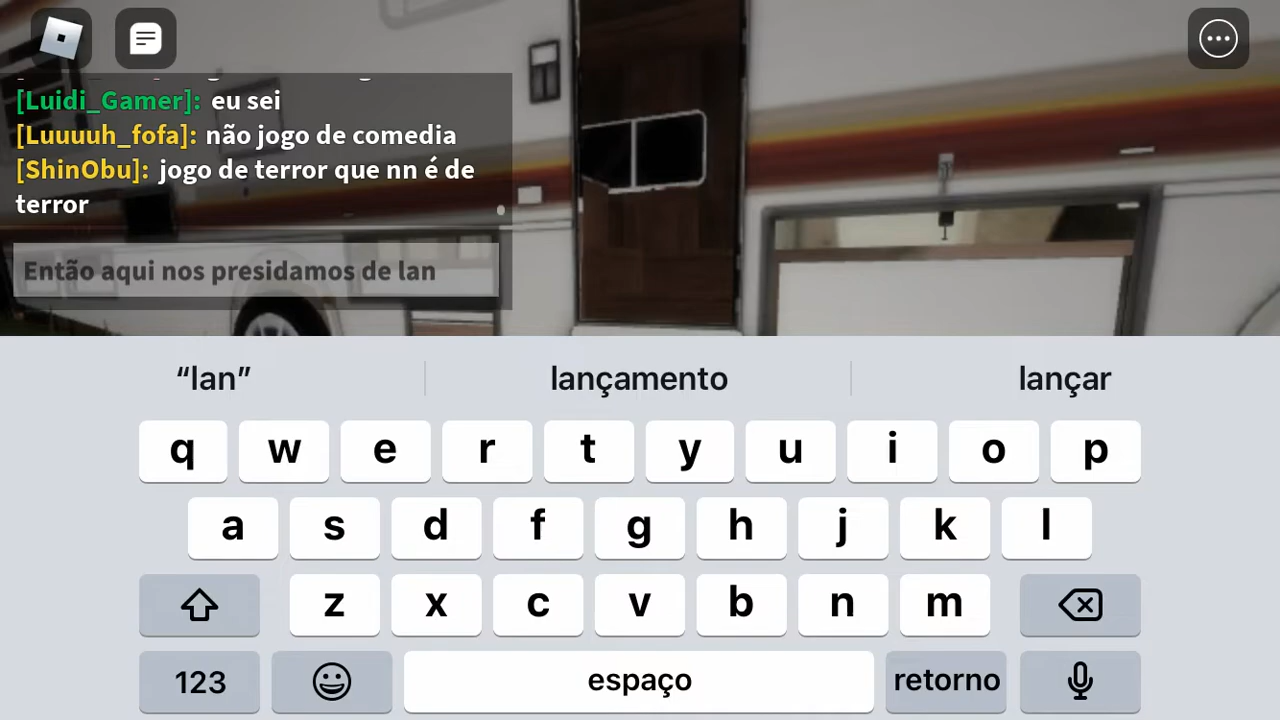 [Luidi_Gamer]: eu sei
[Luuuuh_fofa]: não jogo de comedia
[ShinObu]: jogo de terror que nn é de
terror
Então aqui nos presidamos de lan
“lan” lançamento lançar
q w e r t y u i o p
a s d f g h j k l
z x c v b n m
123 espaço retorno